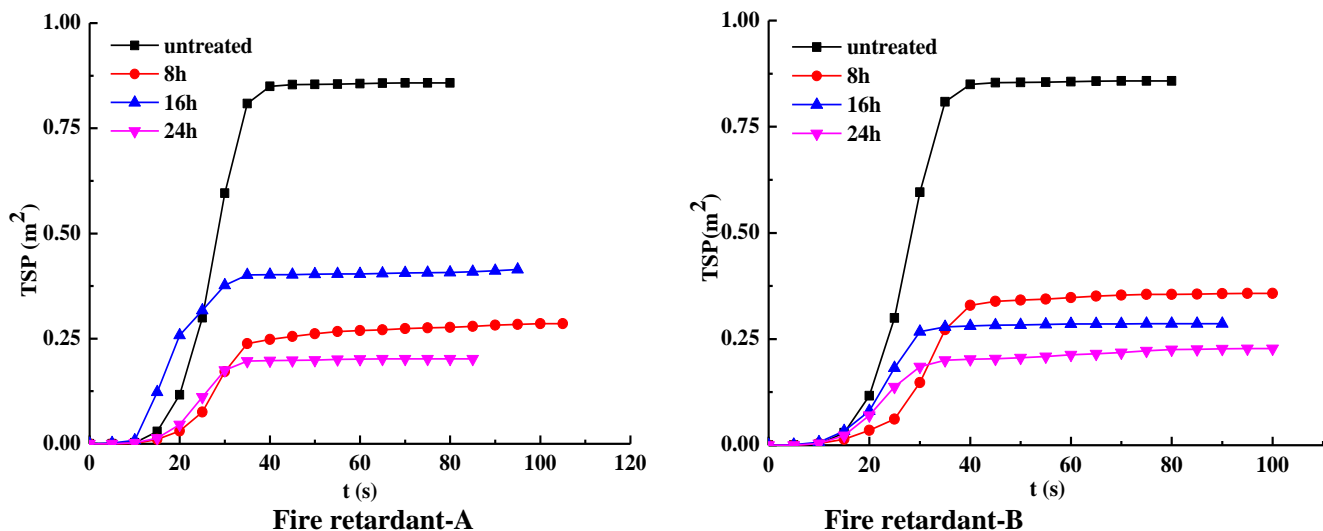 1.00
0.75
0.50
0.25
0.00
TSP (m²)
untreated
8h
16h
24h
0 20 40 60 80 100 120
t (s)
Fire retardant-A
1.00
0.75
0.50
0.25
0.00
TSP(m²)
untreated
8h
16h
24h
0 20 40 60 80 100
t (s)
Fire retardant-B